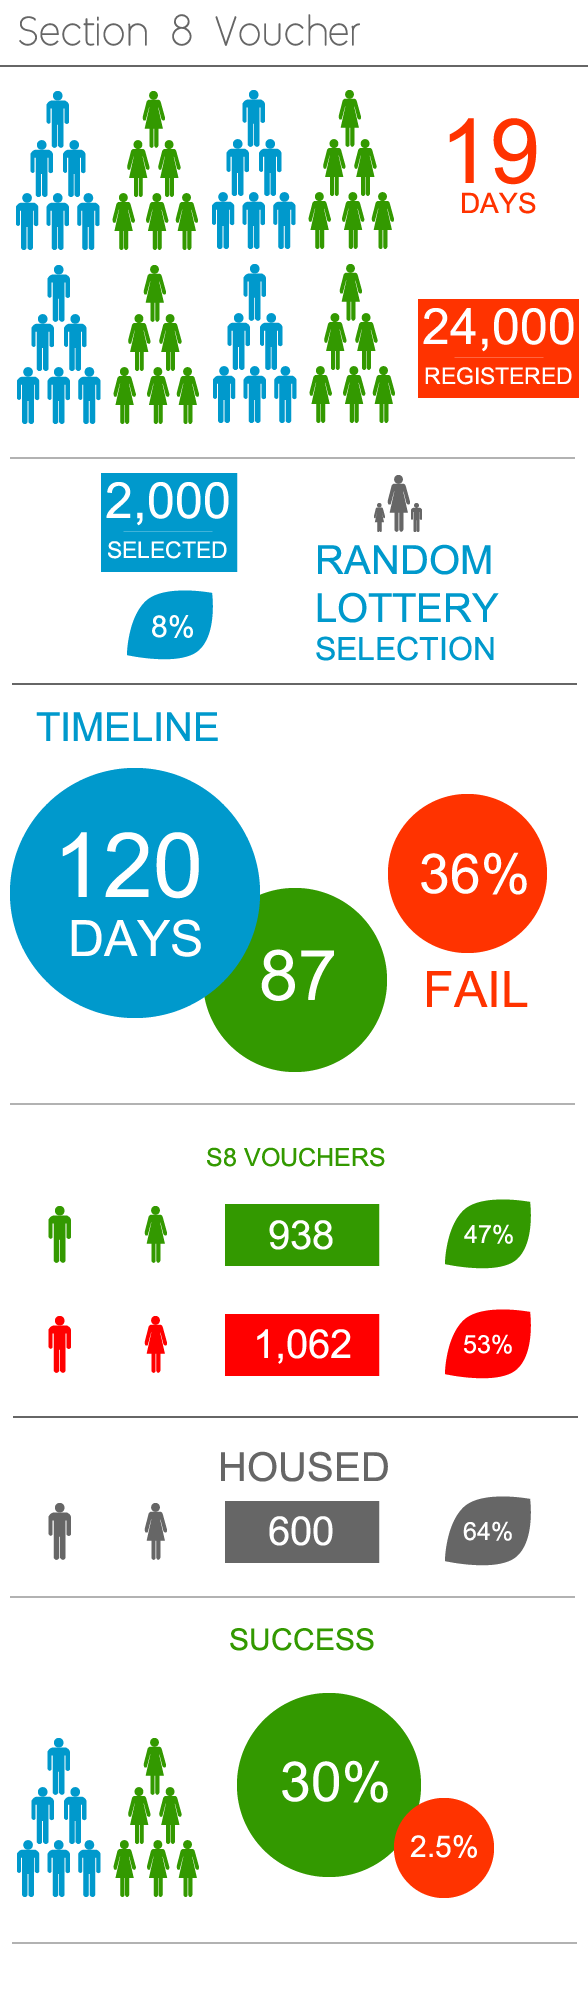 Section 8 Voucher
19
DAYS
24,000
REGISTERED
2,000
SELECTED
8%
RANDOM
LOTTERY
SELECTION
TIMELINE
120
DAYS
87
36%
FAIL
S8 VOUCHERS
938
47%
1,062
53%
HOUSED
600
64%
SUCCESS
30%
2.5%